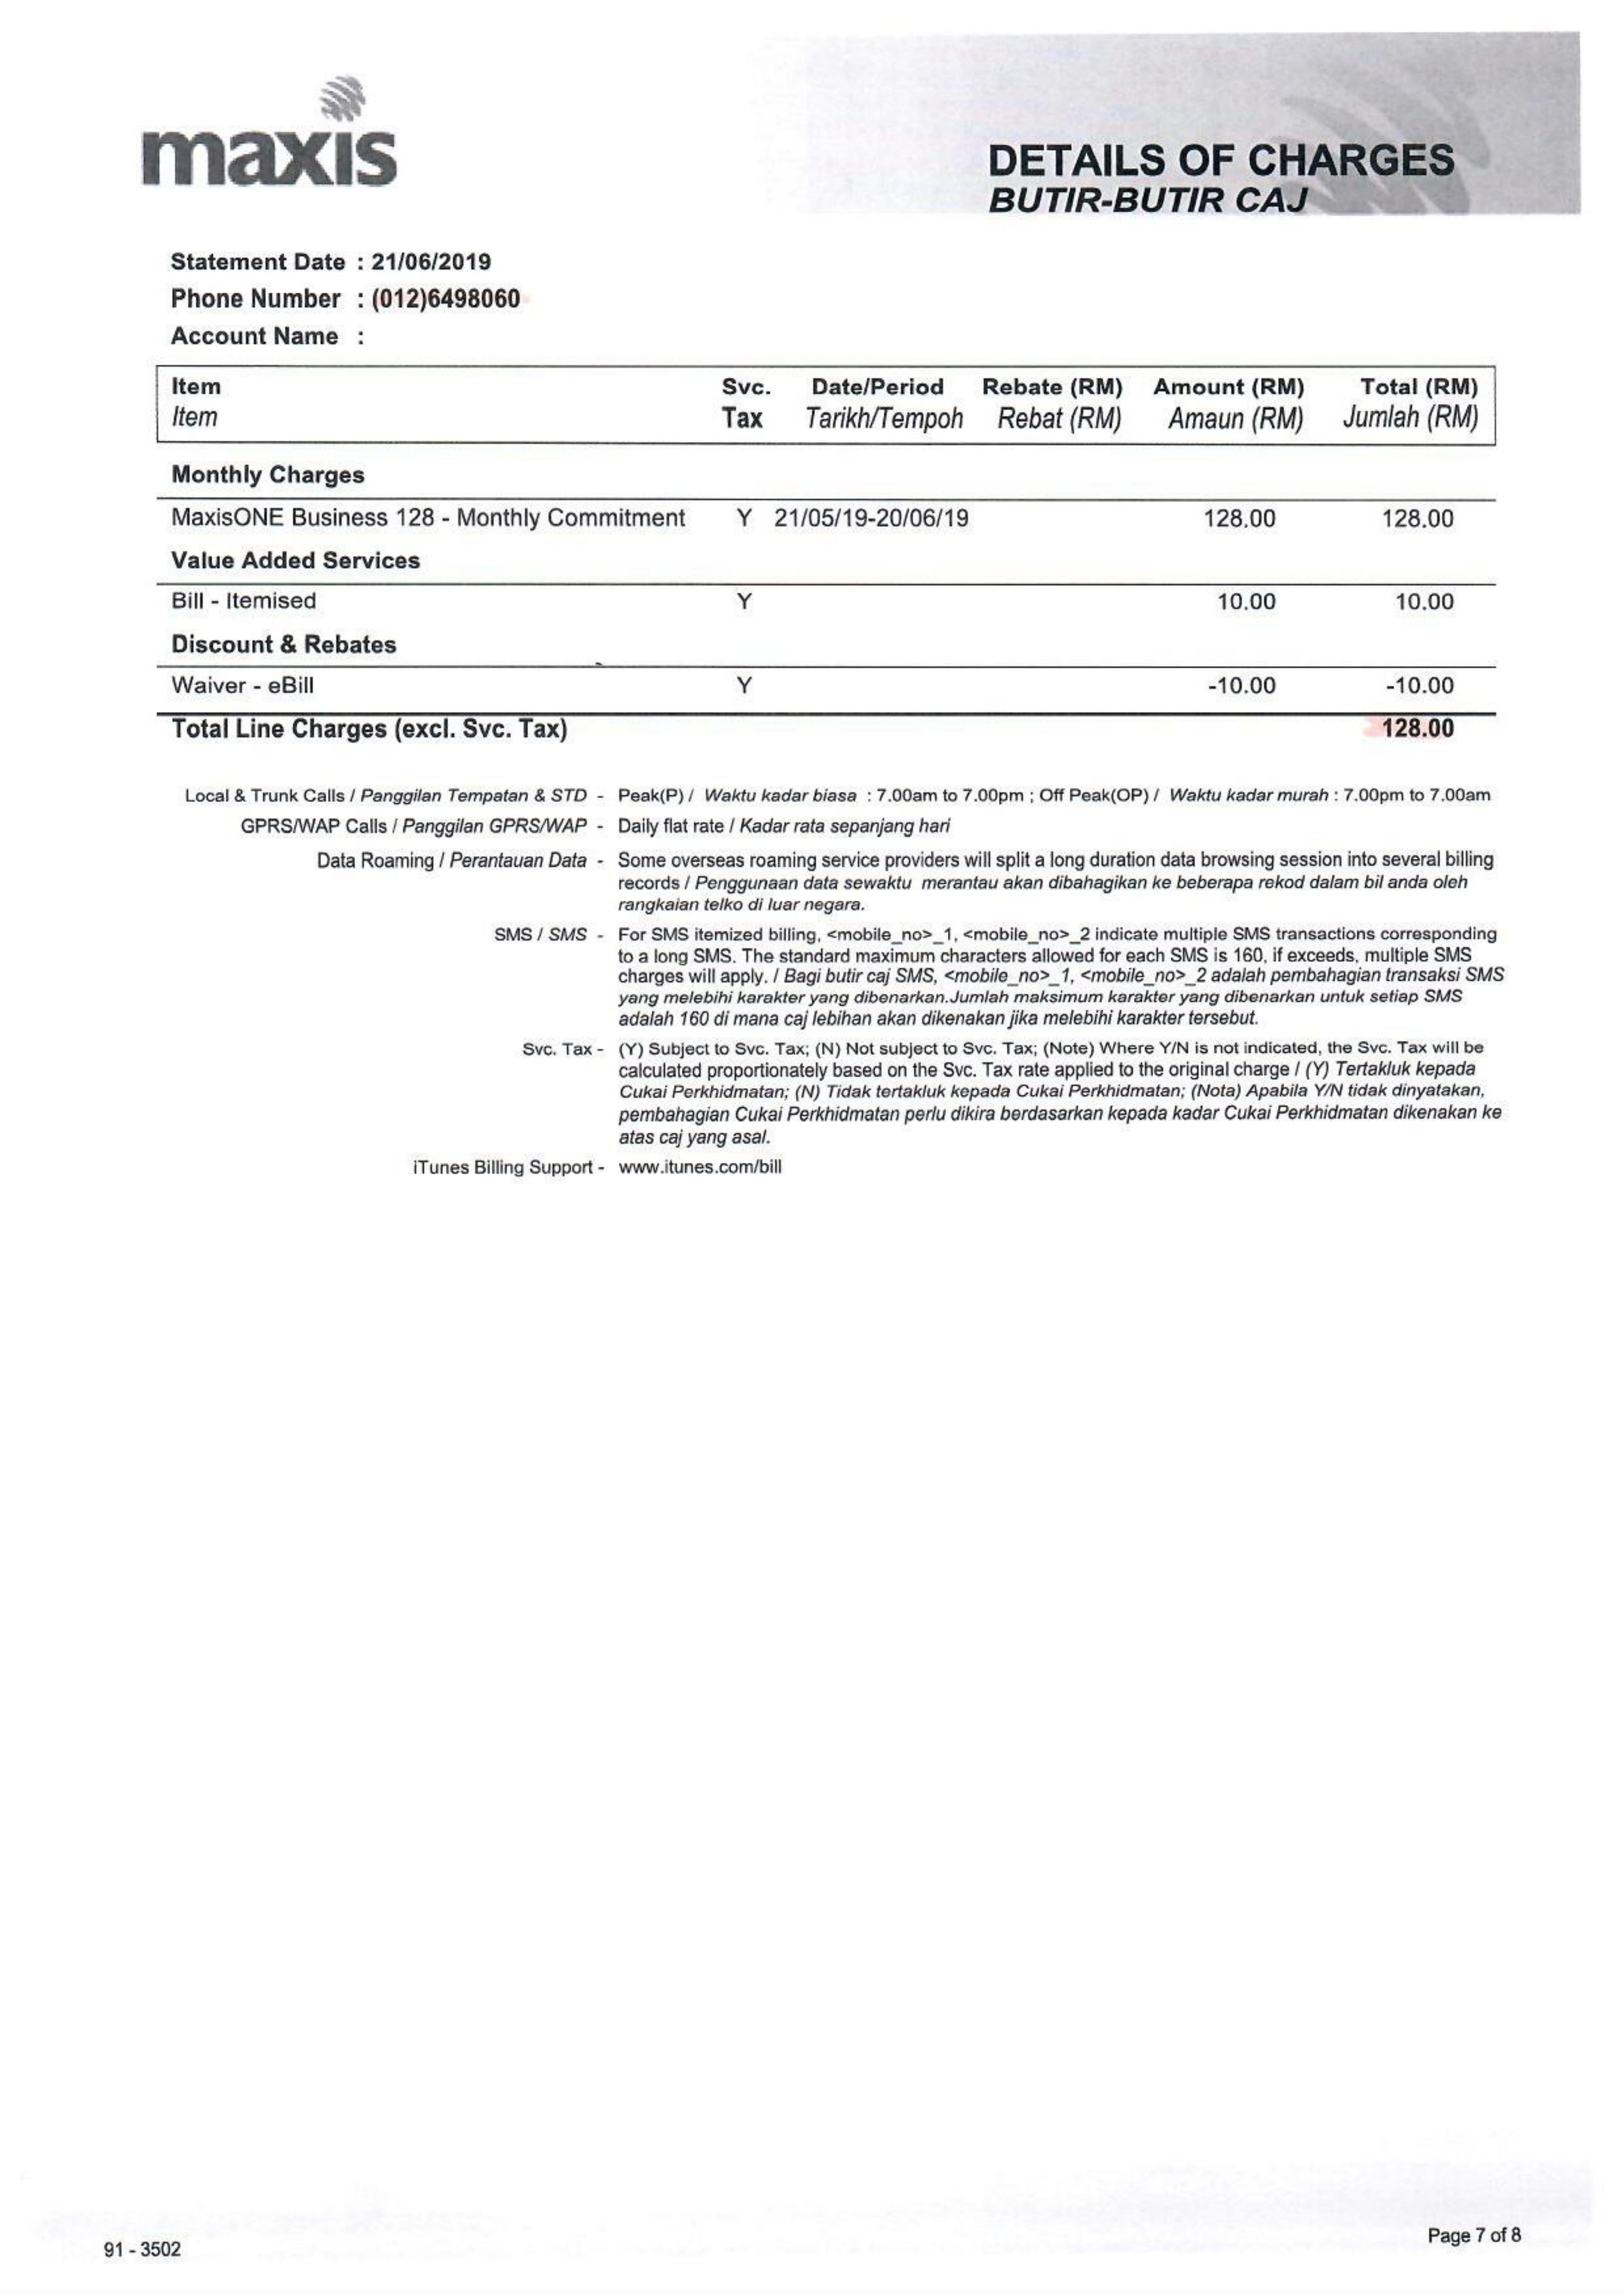 maxis
DETAILS OF CHARGES
BUTIR-BUTIR CAJ
Statement Date : 21/06/2019
Phone Number : (012)6498060
Account Name :
Item Svc. Date/Period Rebate (RM) Amount (RM) Total (RM)
Item Tax Tarikh/Tempoh Rebat (RM) Amaun (RM) Jumlah (RM)
Monthly Charges
MaxisONE Business 128 - Monthly Commitment Y 21/05/19-20/06/19 128.00 128.00
Value Added Services
Bill - Itemised Y 10.00 10.00
Discount & Rebates
Waiver - eBill Y -10.00 -10.00
Total Line Charges (excl. Svc. Tax) 128.00
Local & Trunk Calls / Panggilan Tempatan & STD - Peak(P) / Waktu kadar biasa : 7.00am to 7.00pm ; Off Peak(OP) / Waktu kadar murah : 7.00pm to 7.00am
GPRS/WAP Calls / Panggilan GPRS/WAP - Daily flat rate / Kadar rata sepanjang hari
Data Roaming / Perantauan Data - Some overseas roaming service providers will split a long duration data browsing session into several billing
records / Penggunaan data sewaktu merantau akan dibahagikan ke beberapa rekod dalam bil anda oleh
rangkaian telko di luar negara.
SMS / SMS - For SMS itemized billing, <mobile_no>_1, <mobile_no>_2 indicate multiple SMS transactions corresponding
to a long SMS. The standard maximum characters allowed for each SMS is 160, if exceeds, multiple SMS
charges will apply. / Bagi butir caj SMS, <mobile_no>_1, <mobile_no>_2 adalah pembahagian transaksi SMS
yang melebihi karakter yang dibenarkan.Jumlah maksimum karakter yang dibenarkan untuk setiap SMS
adalah 160 di mana caj lebihan akan dikenakan jika melebihi karakter tersebut.
Svc. Tax - (Y) Subject to Svc. Tax; (N) Not subject to Svc. Tax; (Note) Where Y/N is not indicated, the Svc. Tax will be
calculated proportionately based on the Svc. Tax rate applied to the original charge / (Y) Tertakluk kepada
Cukai Perkhidmatan; (N) Tidak tertakluk kepada Cukai Perkhidmatan; (Nota) Apabila Y/N tidak dinyatakan,
pembahagian Cukai Perkhidmatan perlu dikira berdasarkan kepada kadar Cukai Perkhidmatan dikenakan ke
atas caj yang asal.
iTunes Billing Support - www.itunes.com/bill
91 - 3502
Page 7 of 8